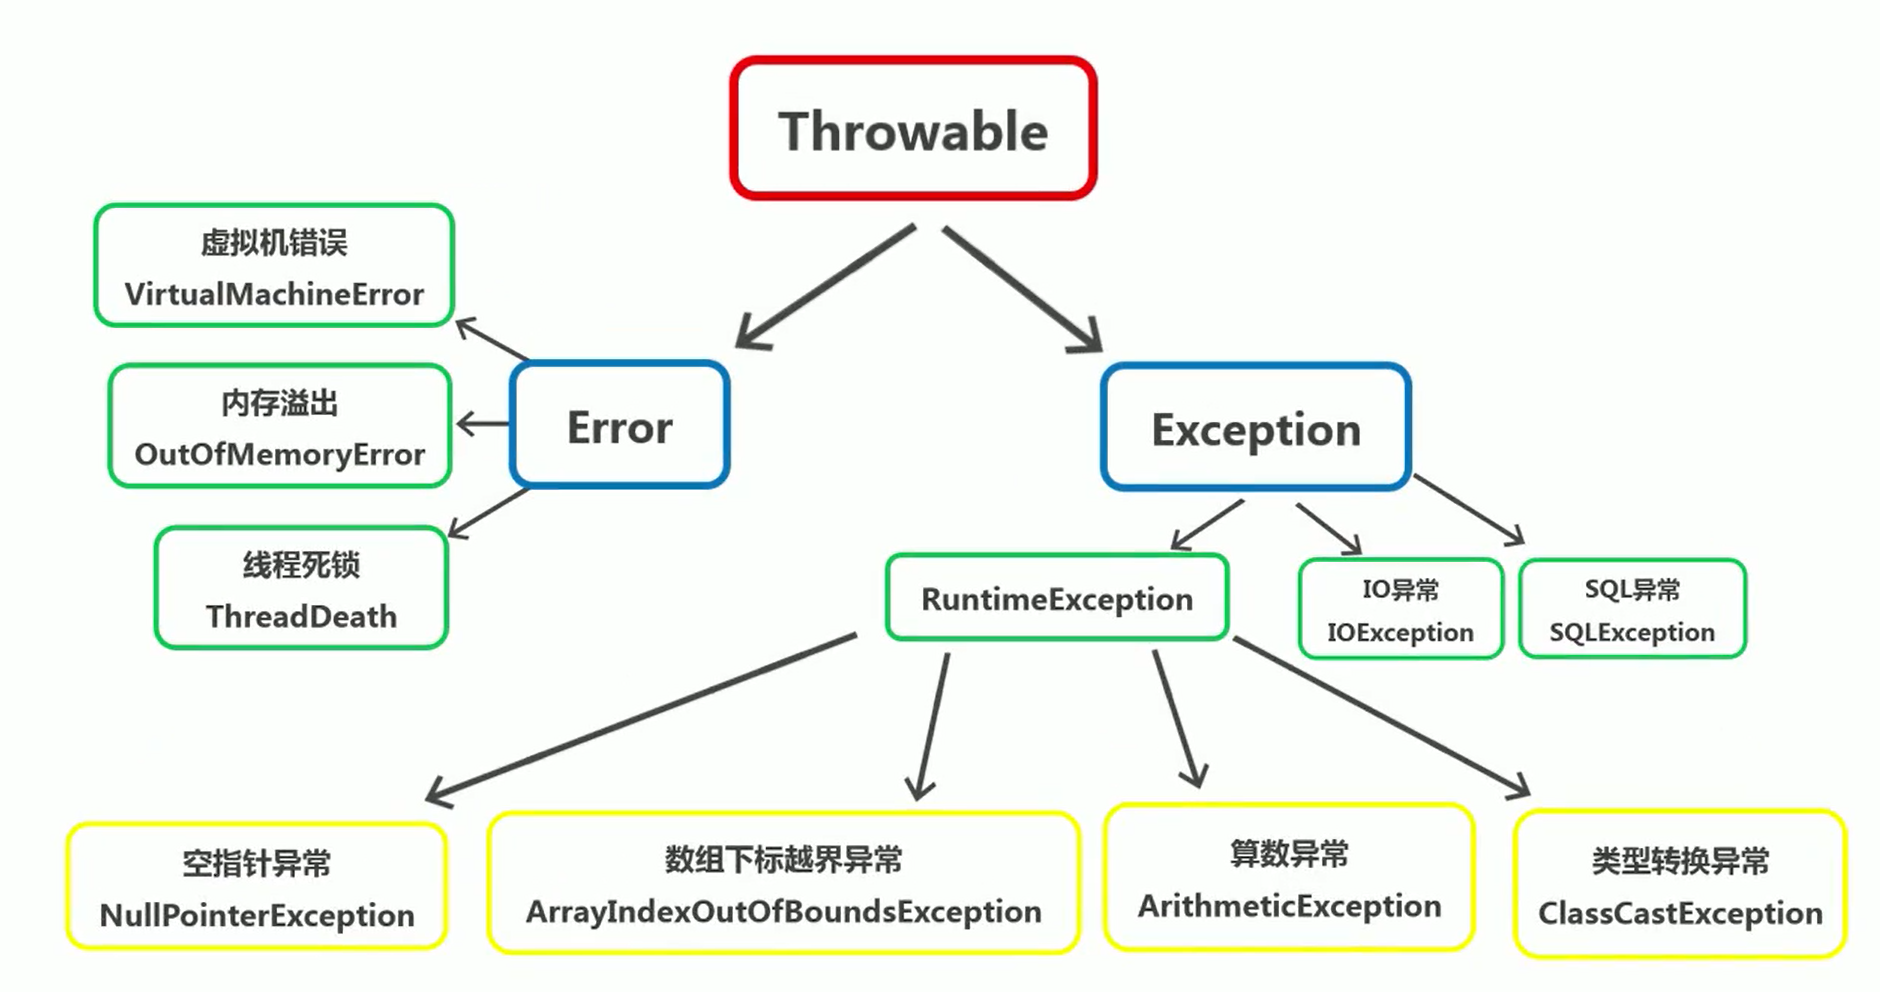 Throwable
虚拟机错误
VirtualMachineError
内存溢出
OutOfMemoryError
线程死锁
ThreadDeath
Error
Exception
RuntimeException
IO异常
IOException
SQL异常
SQLException
空指针异常
NullPointerException
数组下标越界异常
ArrayIndexOutOfBoundsException
算数异常
ArithmeticException
类型转换异常
ClassCastException